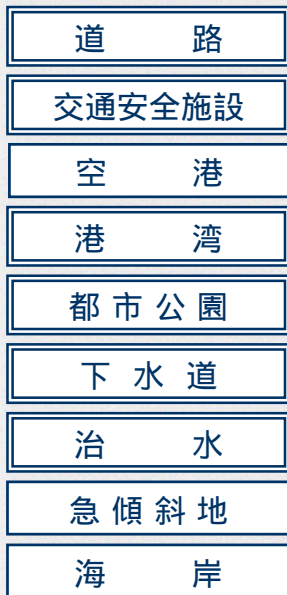 道　路
交通安全施設
空　港
港　湾
都市公園
下水道
治　水
急傾斜地
海　岸